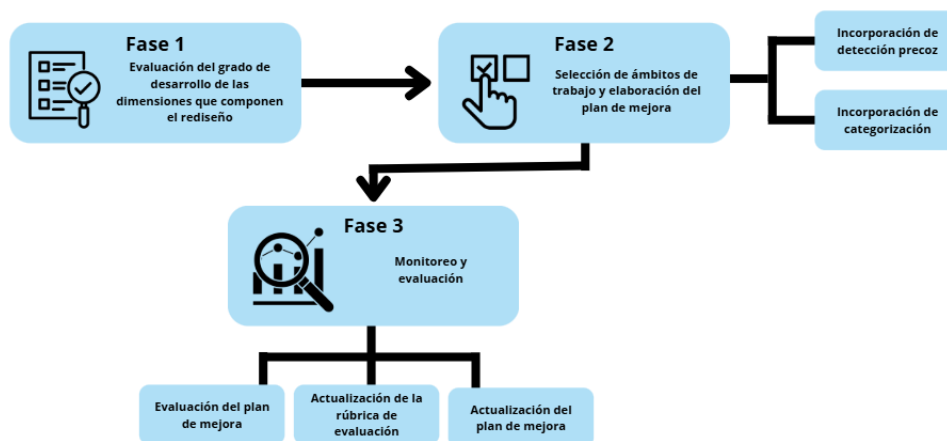 Fase 1
Evaluación del grado de
desarrollo de las
dimensiones que componen
el rediseño
Fase 2
Selección de ámbitos de
trabajo y elaboración del
plan de mejora
Incorporación de
detección precoz
Incorporación de
categorización
Fase 3
Monitoreo y
evaluación
Evaluación del plan
de mejora
Actualización de la
rúbrica de
evaluación
Actualización del
plan de mejora